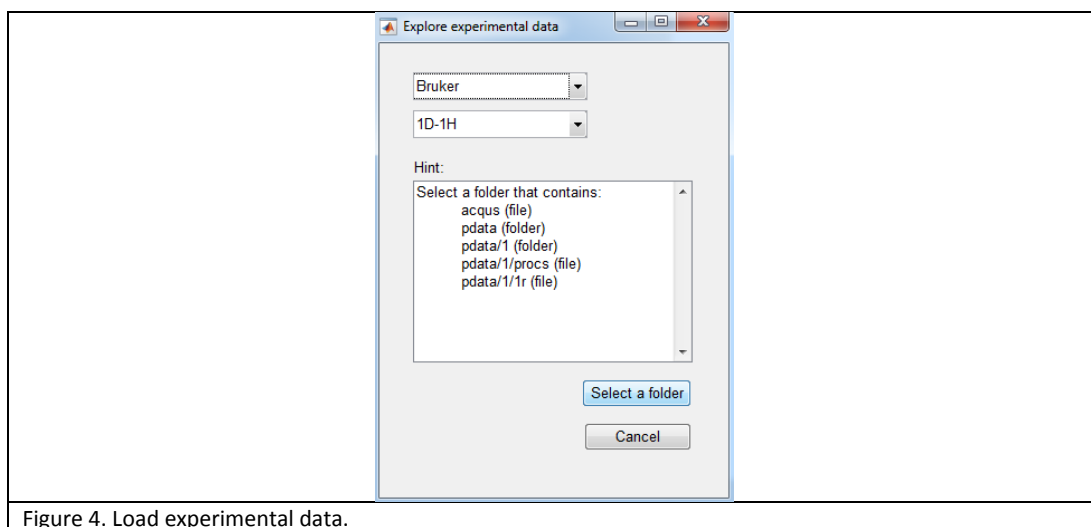 Explore experimental data
Bruker
1D-1H
Hint:
Select a folder that contains:
acqus (file)
pdata (folder)
pdata/1 (folder)
pdata/1/procs (file)
pdata/1/1r (file)
Select a folder
Cancel
Figure 4. Load experimental data.